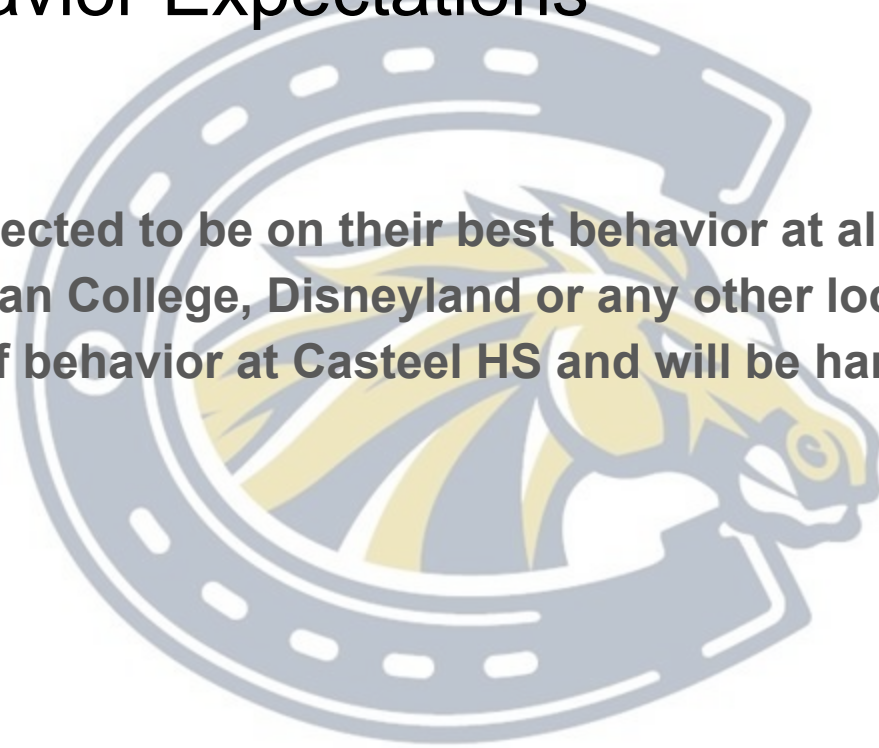 avior Expectations
ected to be on their best behavior at al
an College, Disneyland or any other loc
f behavior at Casteel HS and will be har